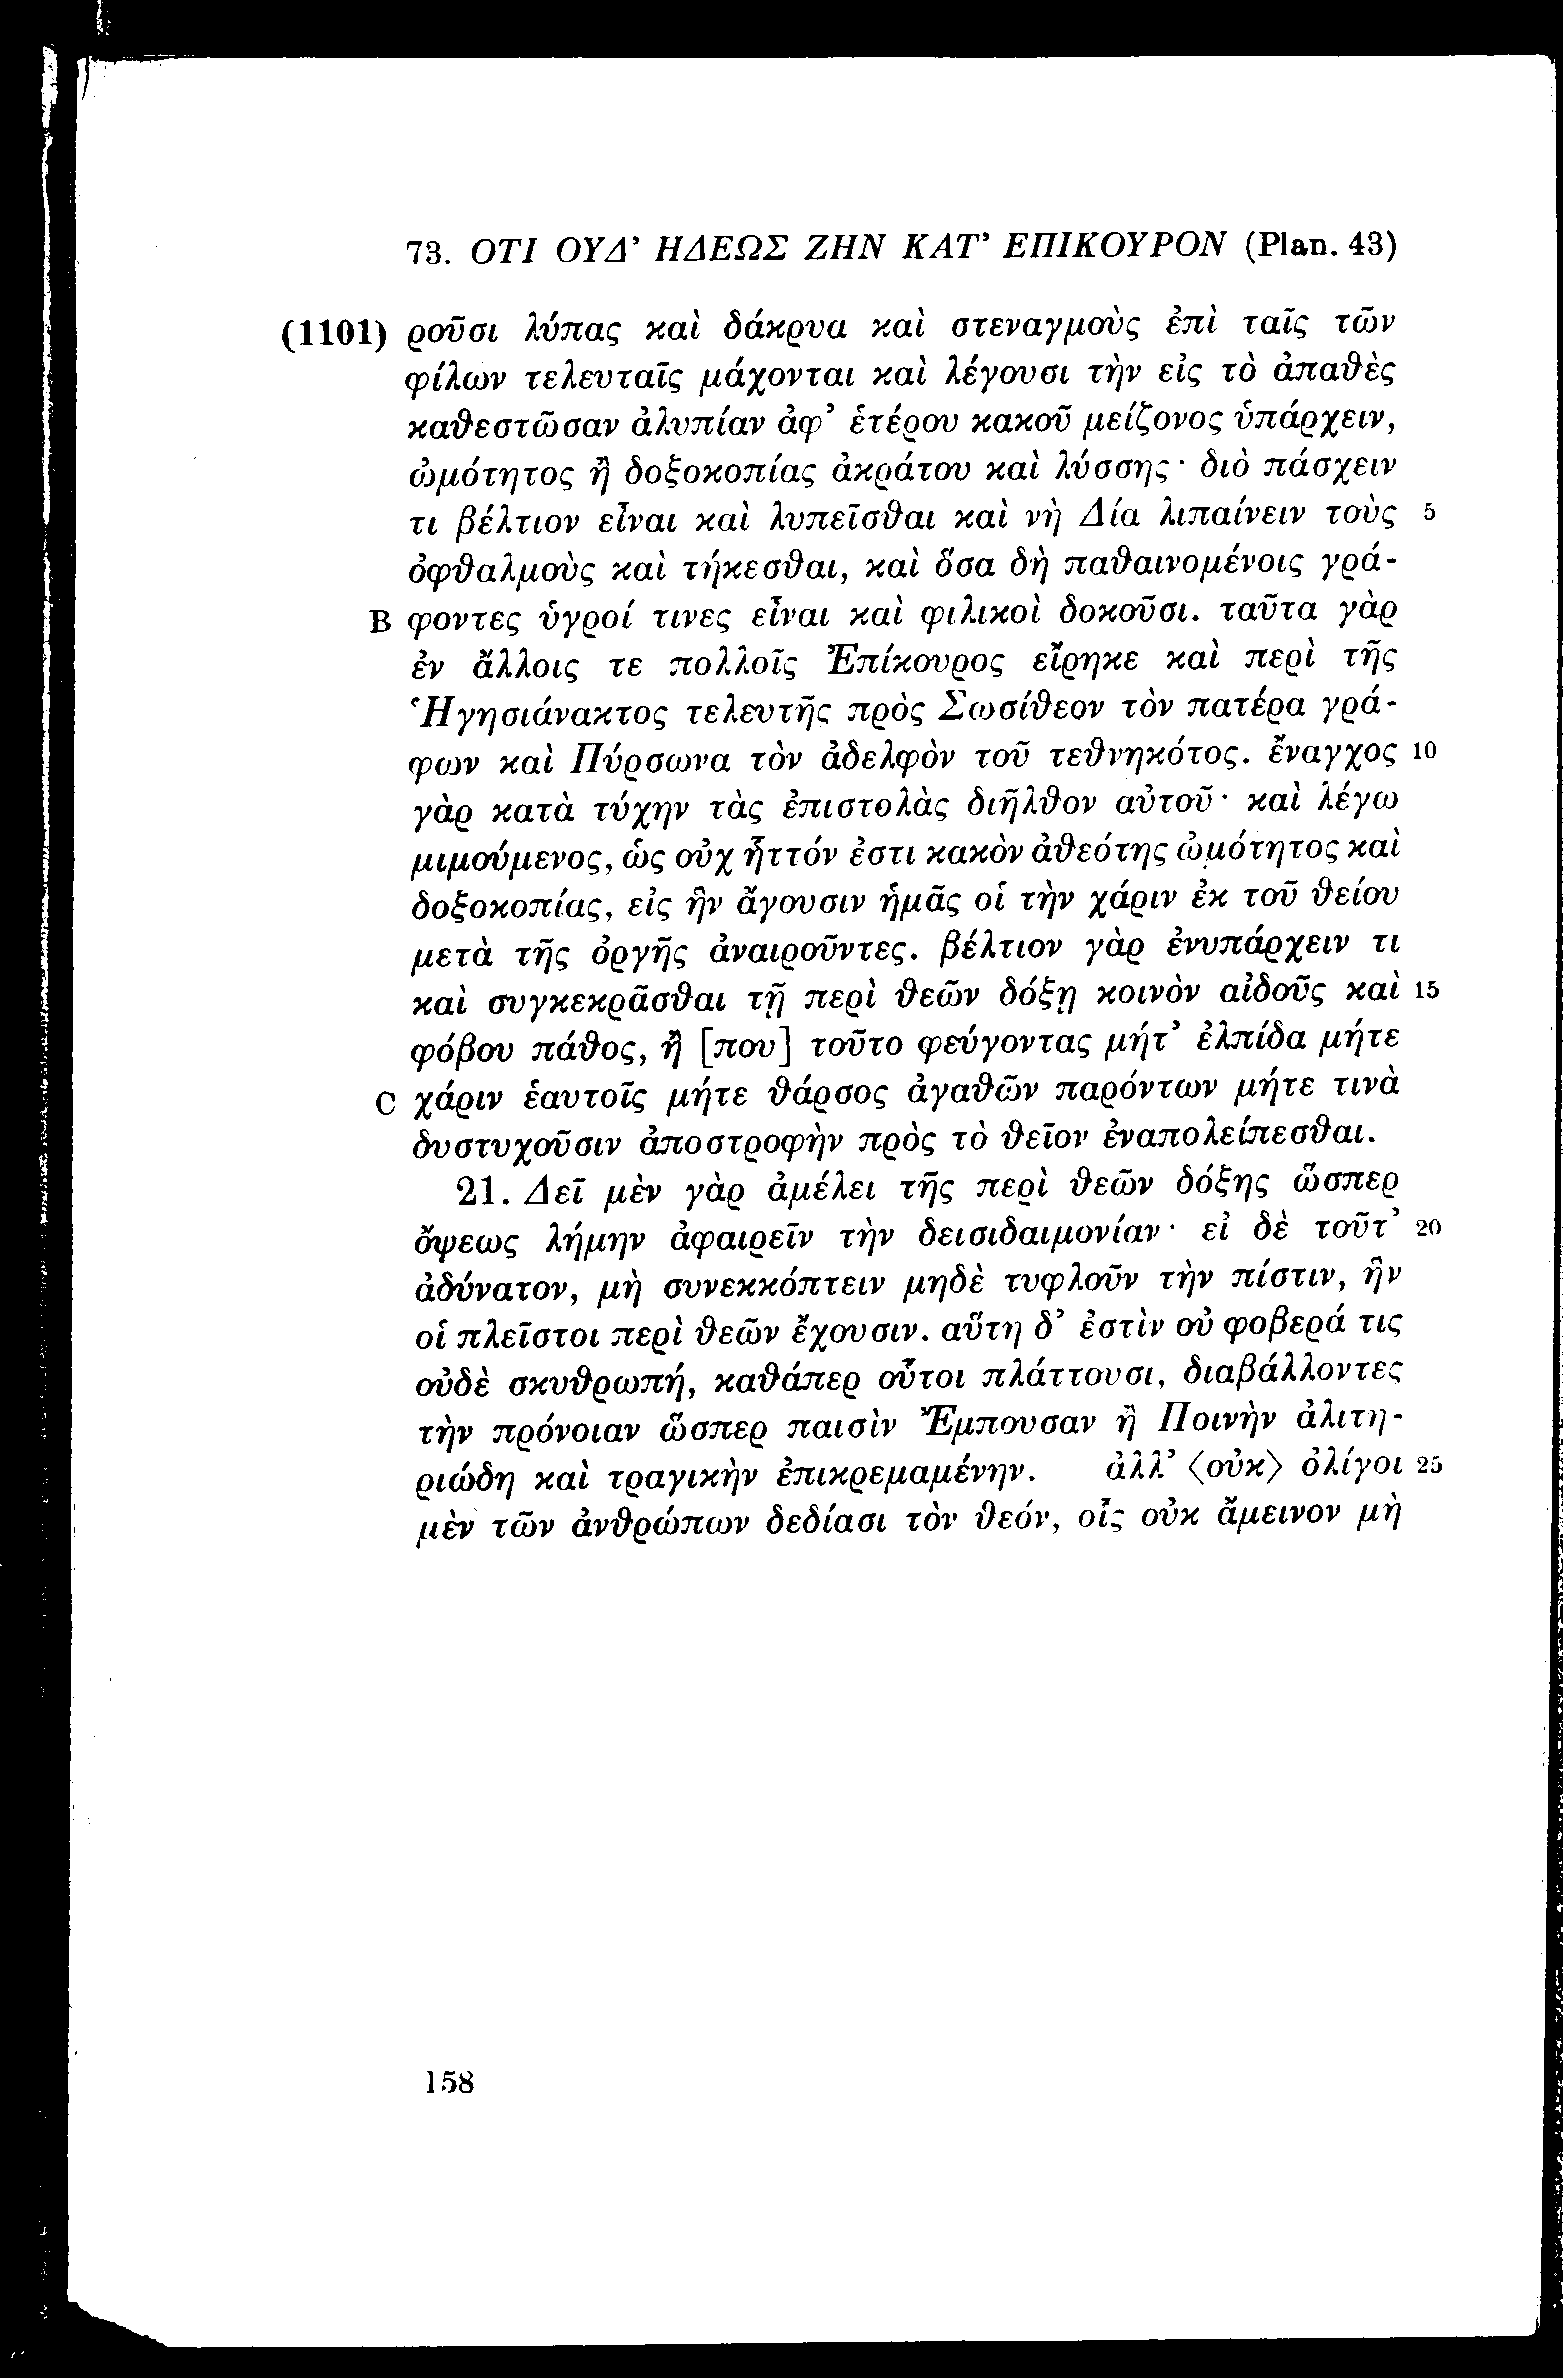 73. ΟΤΙ ΟΥΔ’ ΗΔΕΩΣ ΖΗΝ ΚΑΤ’ ΕΠΙΚΟΥΡΟΝ (Plan. 43)
(1101) ροῦσι λύπας καὶ δάκρυα καὶ στεναγμοὺς ἐπὶ ταῖς τῶν
φίλων τελευταῖς μάχονται καὶ λέγουσι τὴν εἰς τὸ ἀπαθὲς
καθεστῶσαν ἀλυπίαν ἀφ’ ἑτέρου κακοῦ μείζονος ὑπάρχειν,
ὠμότητος ἢ δοξοκοπίας ἀκράτου καὶ λύσσης· διὸ πάσχειν
τι βέλτιον εἶναι καὶ λυπεῖσθαι καὶ νὴ Δία λιπαίνειν τοὺς 5
ὀφθαλμοὺς καὶ τήκεσθαι, καὶ ὅσα δὴ παθαινομένοις γρά-
B φοντες ὑγροί τινες εἶναι καὶ φιλικοὶ δοκοῦσι. ταῦτα γὰρ
ἐν ἄλλοις τε πολλοῖς Ἐπίκουρος εἴρηκε καὶ περὶ τῆς
Ἡγησιάνακτος τελευτῆς πρὸς Σωσίθεον τὸν πατέρα γρά-
φων καὶ Πύρσωνα τὸν ἀδελφὸν τοῦ τεθνηκότος. ἔναγχος 10
γὰρ κατὰ τύχην τὰς ἐπιστολὰς διῆλθον αὐτοῦ· καὶ λέγω
μιμούμενος, ὡς οὐχ ἧττόν ἐστι κακὸν ἀθεότης ὠμότητος καὶ
δοξοκοπίας, εἰς ἣν ἄγουσιν ἡμᾶς οἱ τὴν χάριν ἐκ τοῦ θείου
μετὰ τῆς ὀργῆς ἀναιροῦντες. βέλτιον γὰρ ἐνυπάρχειν τι
καὶ συγκεκρᾶσθαι τῇ περὶ θεῶν δόξῃ κοινὸν αἰδοῦς καὶ 15
φόβου πάθος, ἢ [που] τοῦτο φεύγοντας μήτ’ ἐλπίδα μήτε
C χάριν ἑαυτοῖς μήτε θάρσος ἀγαθῶν παρόντων μήτε τινὰ
δυστυχοῦσιν ἀποστροφὴν πρὸς τὸ θεῖον ἐναπολείπεσθαι.
21. Δεῖ μὲν γὰρ ἀμέλει τῆς περὶ θεῶν δόξης ὥσπερ
ὄψεως λήμην ἀφαιρεῖν τὴν δεισιδαιμονίαν· εἰ δὲ τοῦτ’ 20
ἀδύνατον, μὴ συνεκκόπτειν μηδὲ τυφλοῦν τὴν πίστιν, ἣν
οἱ πλεῖστοι περὶ θεῶν ἔχουσιν. αὕτη δ’ ἐστὶν οὐ φοβερά τις
οὐδὲ σκυθρωπή, καθάπερ οὗτοι πλάττουσι, διαβάλλοντες
τὴν πρόνοιαν ὥσπερ παισὶν Ἔμπουσαν ἢ Ποινὴν ἀλιτη-
ριώδη καὶ τραγικὴν ἐπικρεμαμένην. ἀλλ’ 〈οὐκ〉 ὀλίγοι 25
μὲν τῶν ἀνθρώπων δεδίασι τὸν θεόν, οἷς οὐκ ἄμεινον μὴ
158